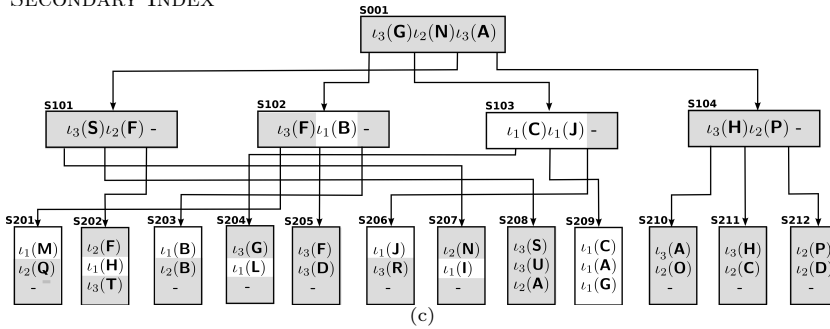 SECONDARY INDEX
S001
ι₃(G)ι₂(N)ι₃(A)
S101
ι₃(S)ι₂(F) -
S102
ι₃(F)ι₁(B) -
S103
ι₁(C)ι₁(J) -
S104
ι₃(H)ι₂(P) -
S201
ι₁(M)
ι₂(Q)
-
S202
ι₂(F)
ι₁(H)
ι₃(T)
S203
ι₁(B)
ι₂(B)
-
S204
ι₃(G)
ι₁(L)
-
S205
ι₃(F)
ι₃(D)
-
S206
ι₁(J)
ι₃(R)
-
S207
ι₂(N)
ι₁(I)
-
S208
ι₃(S)
ι₃(U)
ι₂(A)
S209
ι₁(C)
ι₁(A)
ι₁(G)
S210
ι₃(A)
ι₂(O)
-
S211
ι₃(H)
ι₂(C)
-
S212
ι₂(P)
ι₂(D)
-
(c)